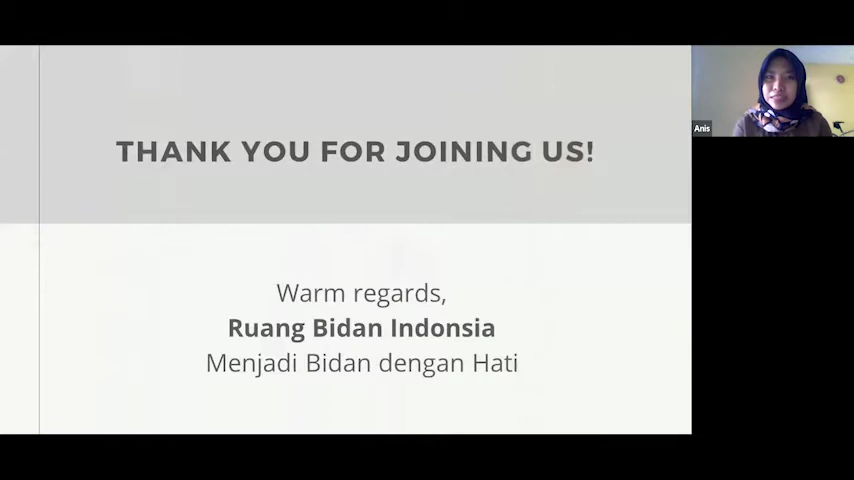 THANK YOU FOR JOINING US!
Anis
Warm regards,
Ruang Bidan Indonsia
Menjadi Bidan dengan Hati